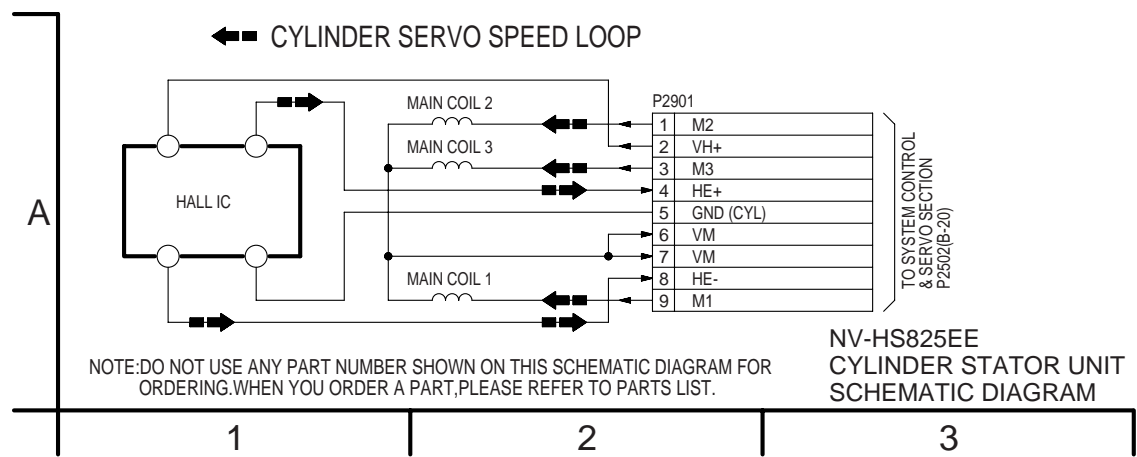 CYLINDER SERVO SPEED LOOP
MAIN COIL 2
P2901
1 M2
2 VH+
MAIN COIL 3
3 M3
4 HE+
HALL IC
5 GND (CYL)
6 VM
7 VM
MAIN COIL 1
8 HE-
9 M1
TO SYSTEM CONTROL
& SERVO SECTION
P2502(B-20)
A
NOTE:DO NOT USE ANY PART NUMBER SHOWN ON THIS SCHEMATIC DIAGRAM FOR
ORDERING.WHEN YOU ORDER A PART,PLEASE REFER TO PARTS LIST.
NV-HS825EE
CYLINDER STATOR UNIT
SCHEMATIC DIAGRAM
1 2 3